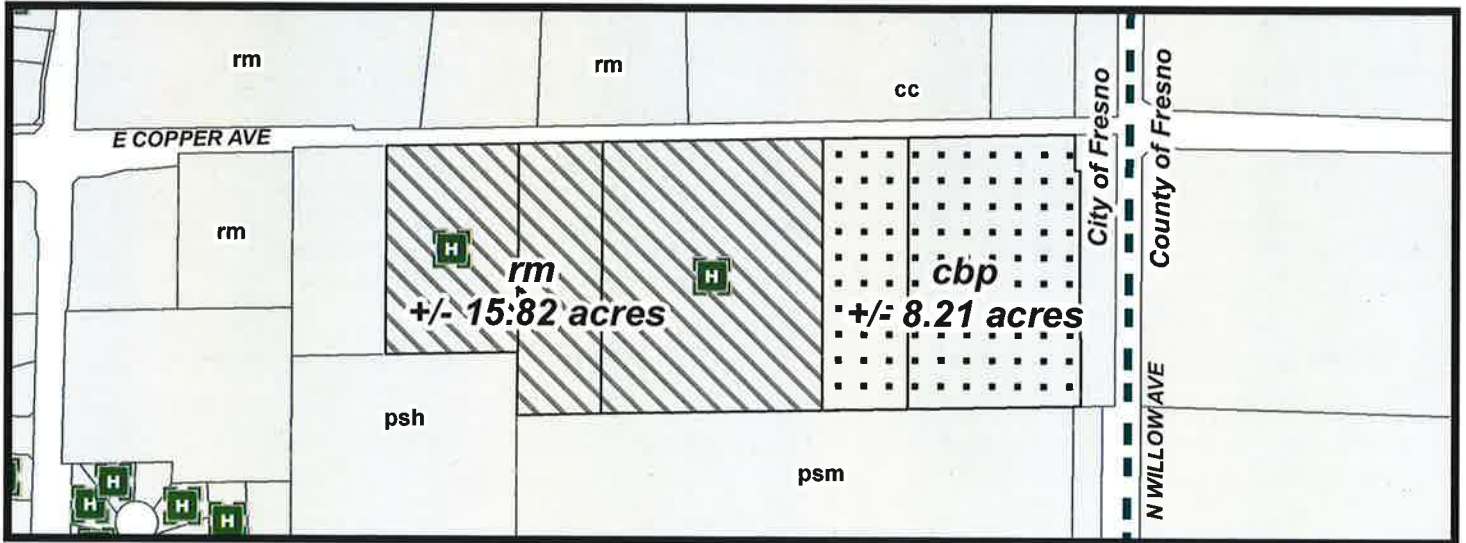 rm
rm
cc
E COPPER AVE
City of Fresno
County of Fresno
rm
H
H
rm
+/- 15.82 acres
cbp
+/- 8.21 acres
psh
psm
N WILLOW AVE
H
H
H
H